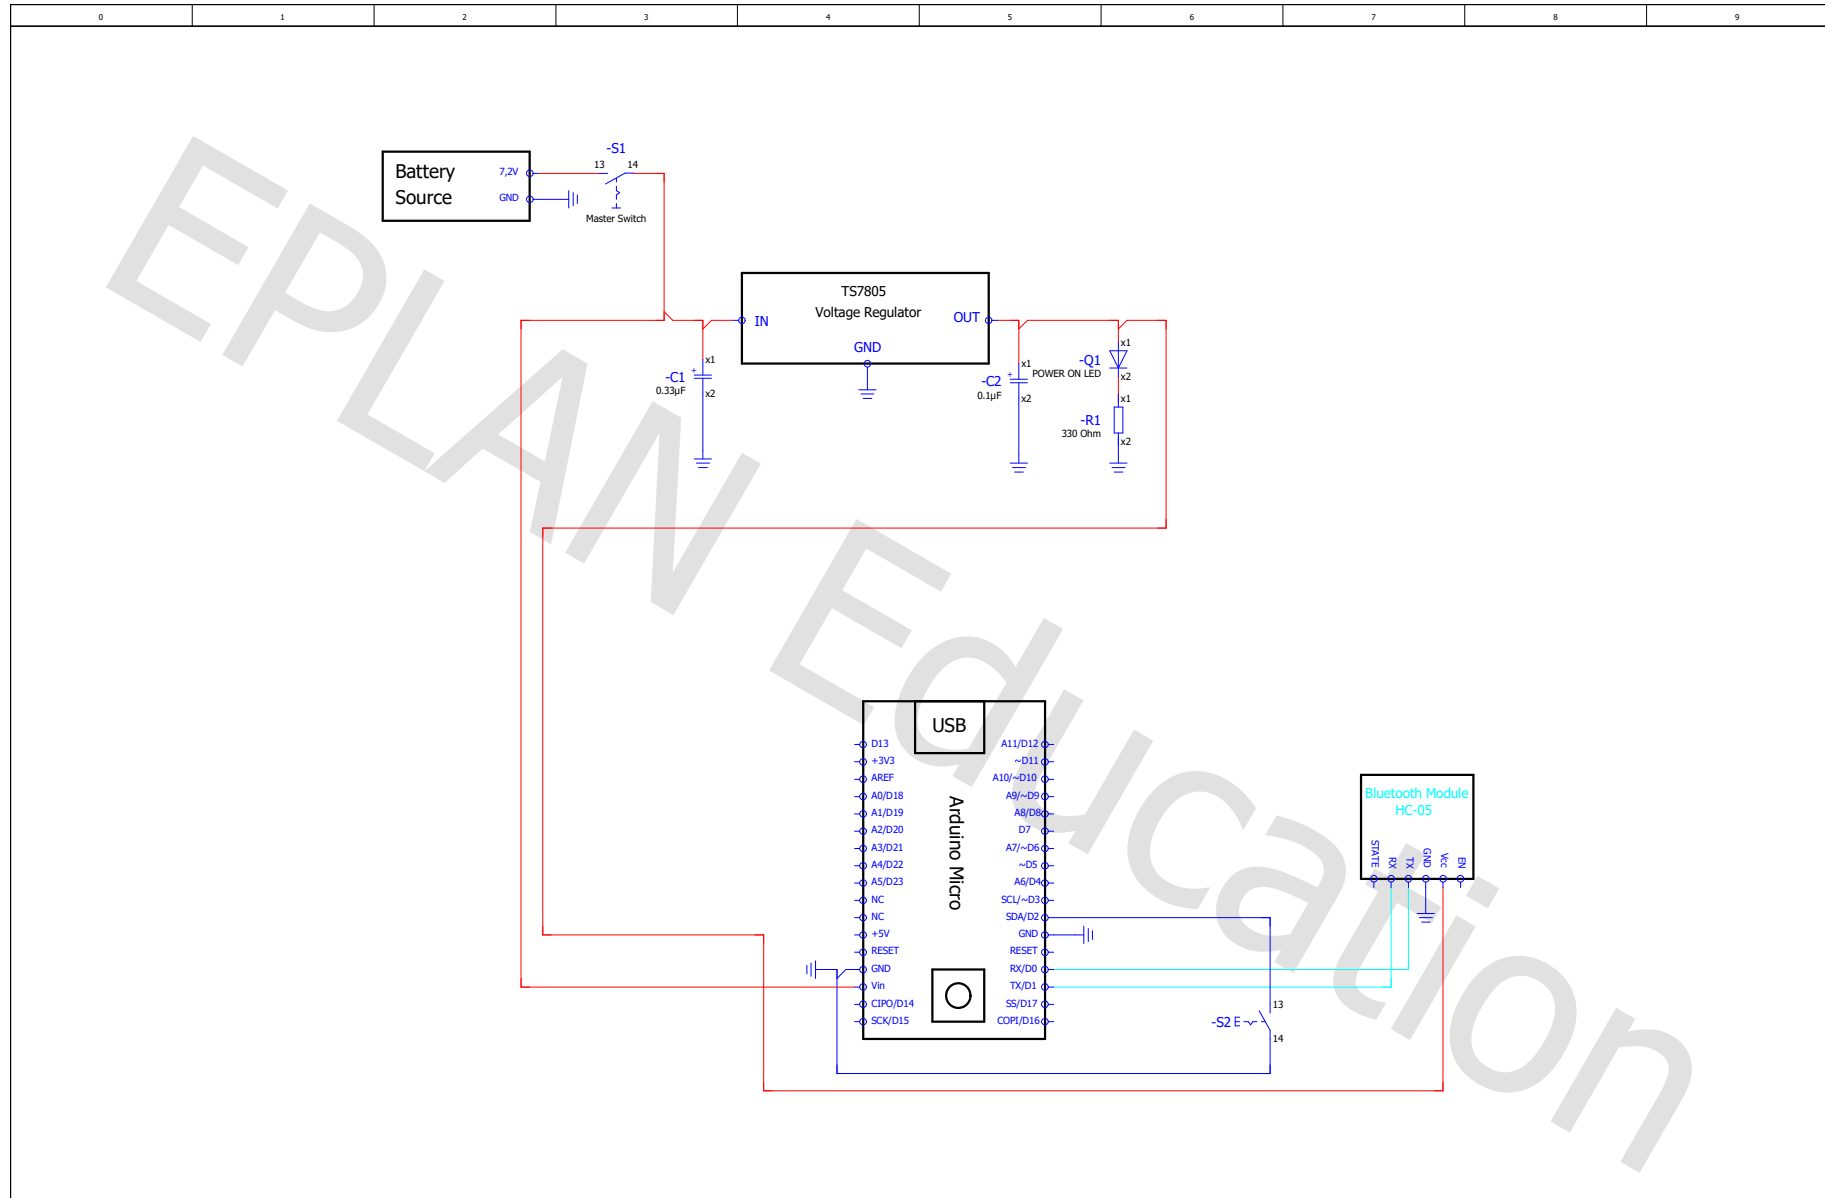 0 1 2 3 4 5 6 7 8 9
EPLAN Education
Battery
Source
7,2V
GND
-S1
13 14
Master Switch
TS7805
Voltage Regulator
IN
OUT
GND
-C1
0.33µF
+
x1
x2
-C2
0.1µF
+
x1
x2
-Q1
POWER ON LED
x1
x2
-R1
330 Ohm
x1
x2
USB
Arduino Micro
D13
+3V3
AREF
A0/D18
A1/D19
A2/D20
A3/D21
A4/D22
A5/D23
NC
NC
+5V
RESET
GND
Vin
CIPO/D14
SCK/D15
A11/D12
~D11
A10/~D10
A9/~D9
A8/D8
D7
A7/~D6
~D5
A6/D4
SCL/~D3
SDA/D2
GND
RESET
RX/D0
TX/D1
SS/D17
COPI/D16
Bluetooth Module
HC-05
STATE
RX
TX
GND
Vcc
EN
-S2
13
14